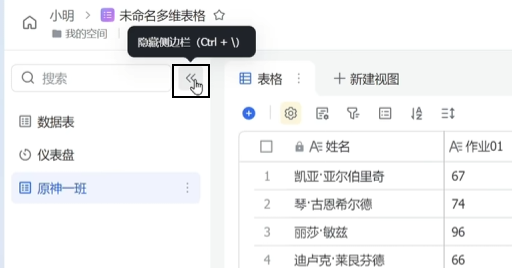 小明 > 未命名多维表格
我的空间
隐藏侧边栏（Ctrl + \）
搜索
表格
新建视图
数据表
仪表盘
原神一班
姓名 作业01
1 凯亚·亚尔伯里奇 67
2 琴·古恩希尔德 74
3 丽莎·敏兹 96
4 迪卢克·莱艮芬德 66